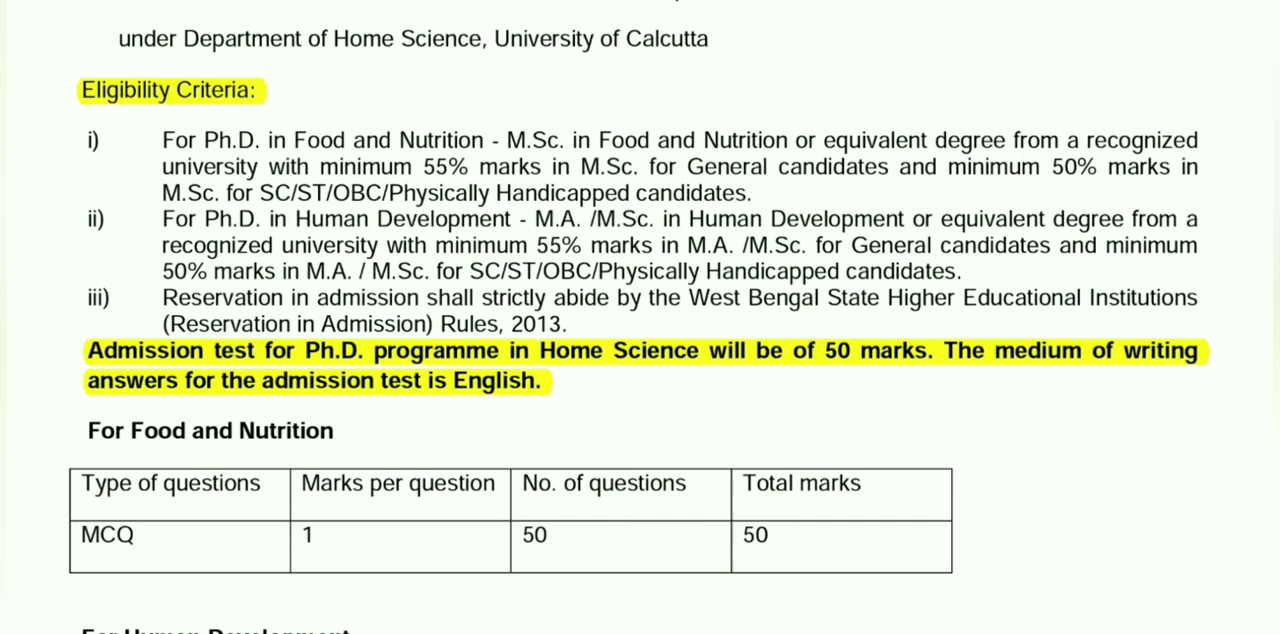 under Department of Home Science, University of Calcutta
Eligibility Criteria:
i) For Ph.D. in Food and Nutrition - M.Sc. in Food and Nutrition or equivalent degree from a recognized
university with minimum 55% marks in M.Sc. for General candidates and minimum 50% marks in
M.Sc. for SC/ST/OBC/Physically Handicapped candidates.
ii) For Ph.D. in Human Development - M.A. /M.Sc. in Human Development or equivalent degree from a
recognized university with minimum 55% marks in M.A. /M.Sc. for General candidates and minimum
50% marks in M.A. / M.Sc. for SC/ST/OBC/Physically Handicapped candidates.
iii) Reservation in admission shall strictly abide by the West Bengal State Higher Educational Institutions
(Reservation in Admission) Rules, 2013.
Admission test for Ph.D. programme in Home Science will be of 50 marks. The medium of writing
answers for the admission test is English.
For Food and Nutrition
Type of questions Marks per question No. of questions Total marks
MCQ 1 50 50
For Human Development